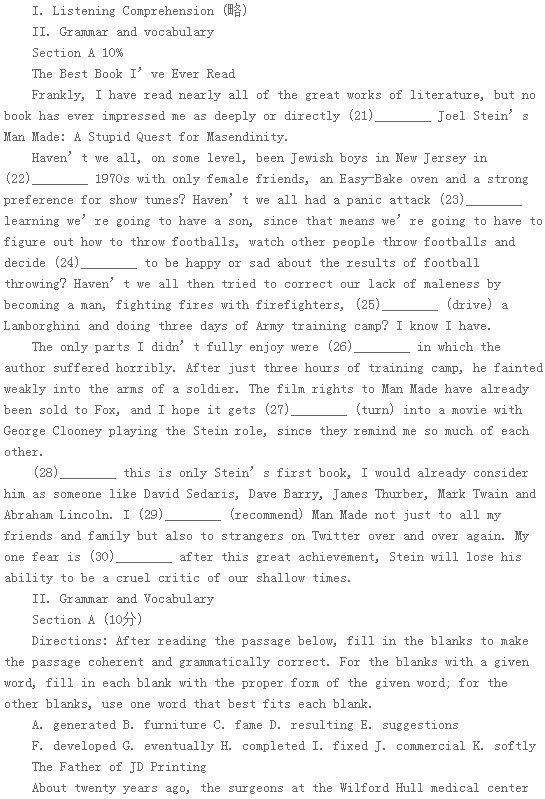 I. Listening Comprehension (略)
II. Grammar and vocabulary
Section A 10%
The Best Book I' ve Ever Read
Frankly, I have read nearly all of the great works of literature, but no
book has ever impressed me as deeply or directly (21)________ Joel Stein' s
Man Made: A Stupid Quest for Masendinity.
Haven' t we all, on some level, been Jewish boys in New Jersey in
(22)________ 1970s with only female friends, an Easy-Bake oven and a strong
preference for show tunes? Haven' t we all had a panic attack (23)________
learning we' re going to have a son, since that means we' re going to have to
figure out how to throw footballs, watch other people throw footballs and
decide (24)________ to be happy or sad about the results of football
throwing? Haven' t we all then tried to correct our lack of maleness by
becoming a man, fighting fires with firefighters, (25)________ (drive) a
Lamborghini and doing three days of Army training camp? I know I have.
The only parts I didn' t fully enjoy were (26)________ in which the
author suffered horribly. After just three hours of training camp, he fainted
weakly into the arms of a soldier. The film rights to Man Made have already
been sold to Fox, and I hope it gets (27)________ (turn) into a movie with
George Clooney playing the Stein role, since they remind me so much of each
other.
(28)________ this is only Stein' s first book, I would already consider
him as someone like David Sedaris, Dave Barry, James Thurber, Mark Twain and
Abraham Lincoln. I (29)________ (recommend) Man Made not just to all my
friends and family but also to strangers on Twitter over and over again. My
one fear is (30)________ after this great achievement, Stein will lose his
ability to be a cruel critic of our shallow times.
II. Grammar and Vocabulary
Section A (10分)
Directions: After reading the passage below, fill in the blanks to make
the passage coherent and grammatically correct. For the blanks with a given
word, fill in each blank with the proper form of the given word; for the
other blanks, use one word that best fits each blank.
A. generated B. furniture C. fame D. resulting E. suggestions
F. developed G. eventually H. completed I. fixed J. commercial K. softly
The Father of JD Printing
About twenty years ago, the surgeons at the Wilford Hull medical center